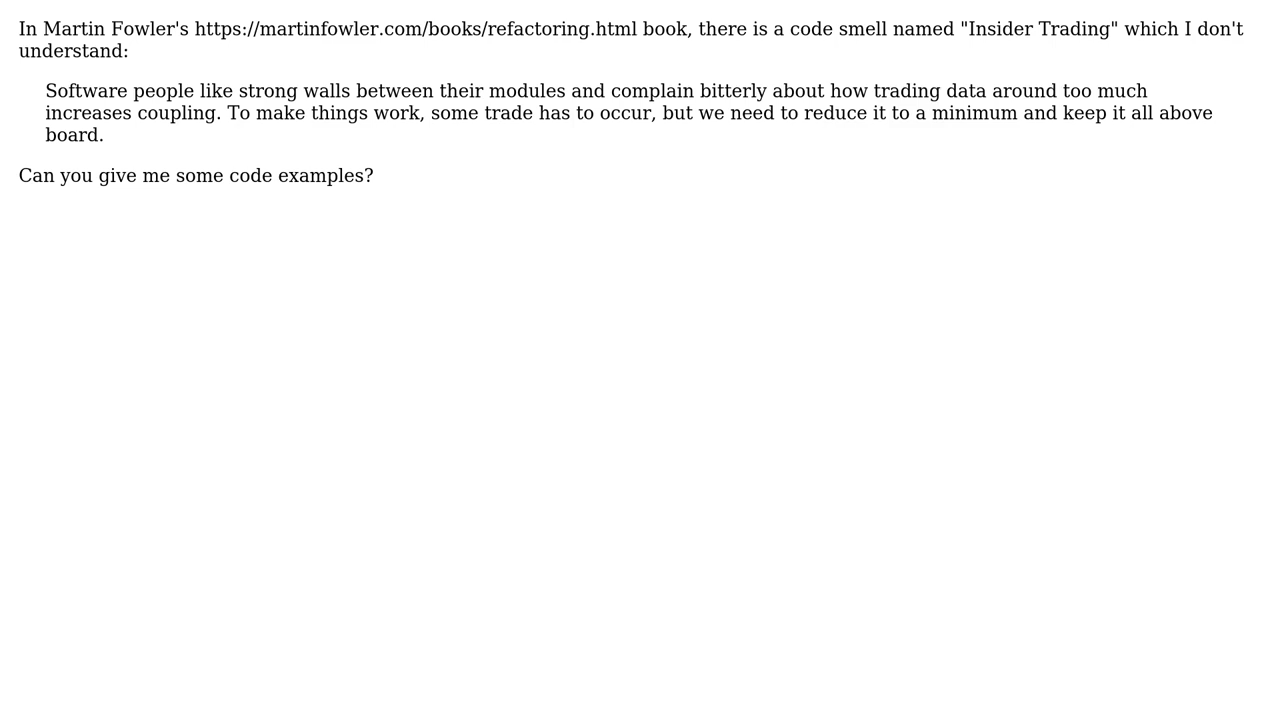 In Martin Fowler's https://martinfowler.com/books/refactoring.html book, there is a code smell named "Insider Trading" which I don't
understand:
Software people like strong walls between their modules and complain bitterly about how trading data around too much
increases coupling. To make things work, some trade has to occur, but we need to reduce it to a minimum and keep it all above
board.
Can you give me some code examples?